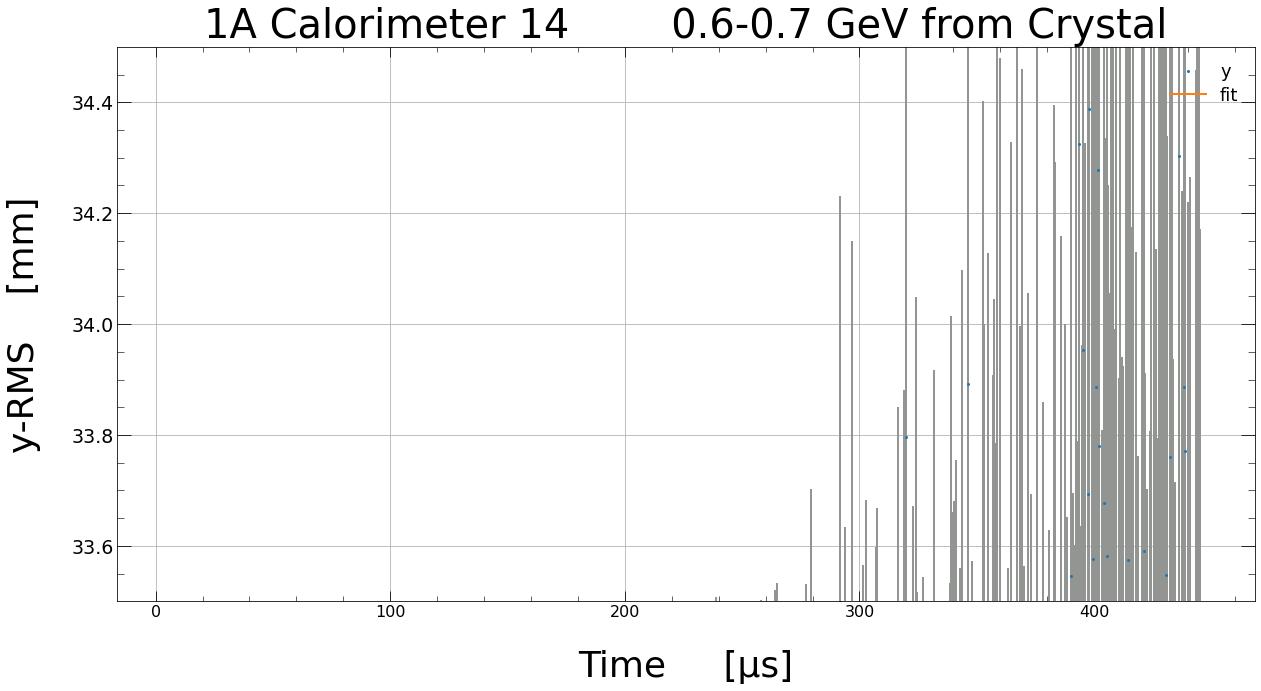 1A Calorimeter 14 0.6-0.7 GeV from Crystal
y
fit
34.4
34.2
34.0
33.8
33.6
y-RMS [mm]
0 100 200 300 400
Time [μs]